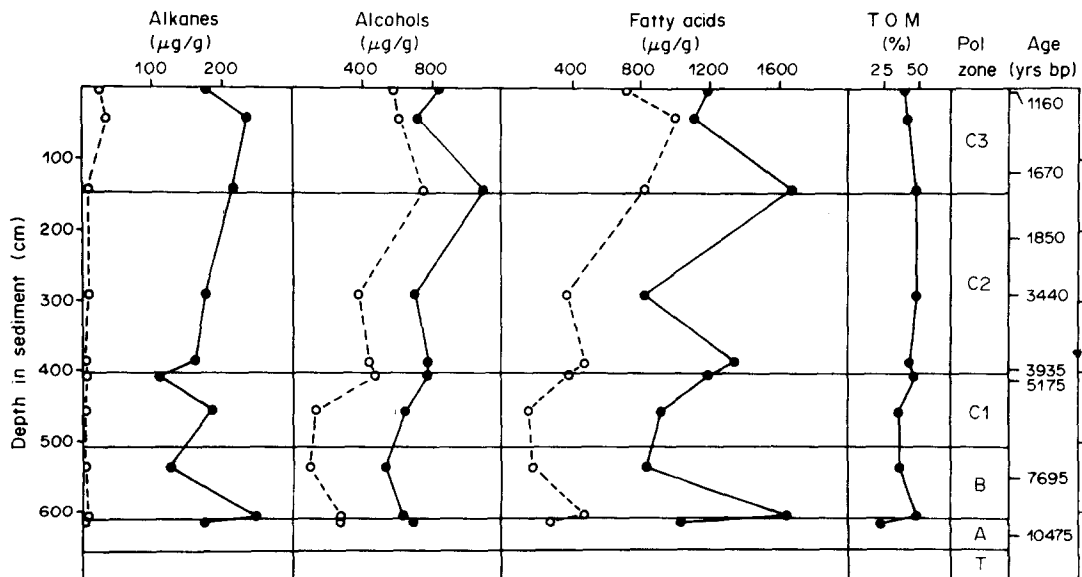 Alkanes Alcohols Fatty acids T O M
(μg/g) (μg/g) (μg/g) (%) Pol Age
100 200 400 800 400 800 1200 1600 25 50 zone (yrs bp)
1160
C3
100
1670
200
1850
C2
300 3440
400 3935
5175
C1
500
B 7695
600
A 10475
T
Depth in sediment (cm)